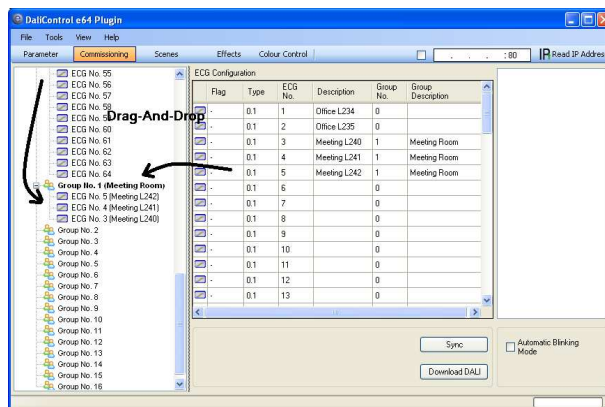 DaliControl e64 Plugin
File Tools View Help
Parameter Commissioning Scenes Effects Colour Control . . . :80 Read IP Addres
ECG No. 55
ECG No. 56
ECG No. 57
ECG No. 58
Drag-And-Drop
ECG No. 60
ECG No. 61
ECG No. 62
ECG No. 63
ECG No. 64
Group No. 1 (Meeting Room)
ECG No. 5 (Meeting L242)
ECG No. 4 (Meeting L241)
ECG No. 3 (Meeting L240)
Group No. 2
Group No. 3
Group No. 4
Group No. 5
Group No. 6
Group No. 7
Group No. 8
Group No. 9
Group No. 10
Group No. 11
Group No. 12
Group No. 13
Group No. 14
Group No. 15
Group No. 16
ECG Configuration
Flag Type ECG No. Description Group No. Group Description
- 0.1 1 Office L234 0
- 0.1 2 Office L235 0
- 0.1 3 Meeting L240 1 Meeting Room
- 0.1 4 Meeting L241 1 Meeting Room
- 0.1 5 Meeting L242 1 Meeting Room
- 0.1 6 0
- 0.1 7 0
- 0.1 8 0
- 0.1 9 0
- 0.1 10 0
- 0.1 11 0
- 0.1 12 0
- 0.1 13 0
Sync
Download DALI
Automatic Blinking
Mode